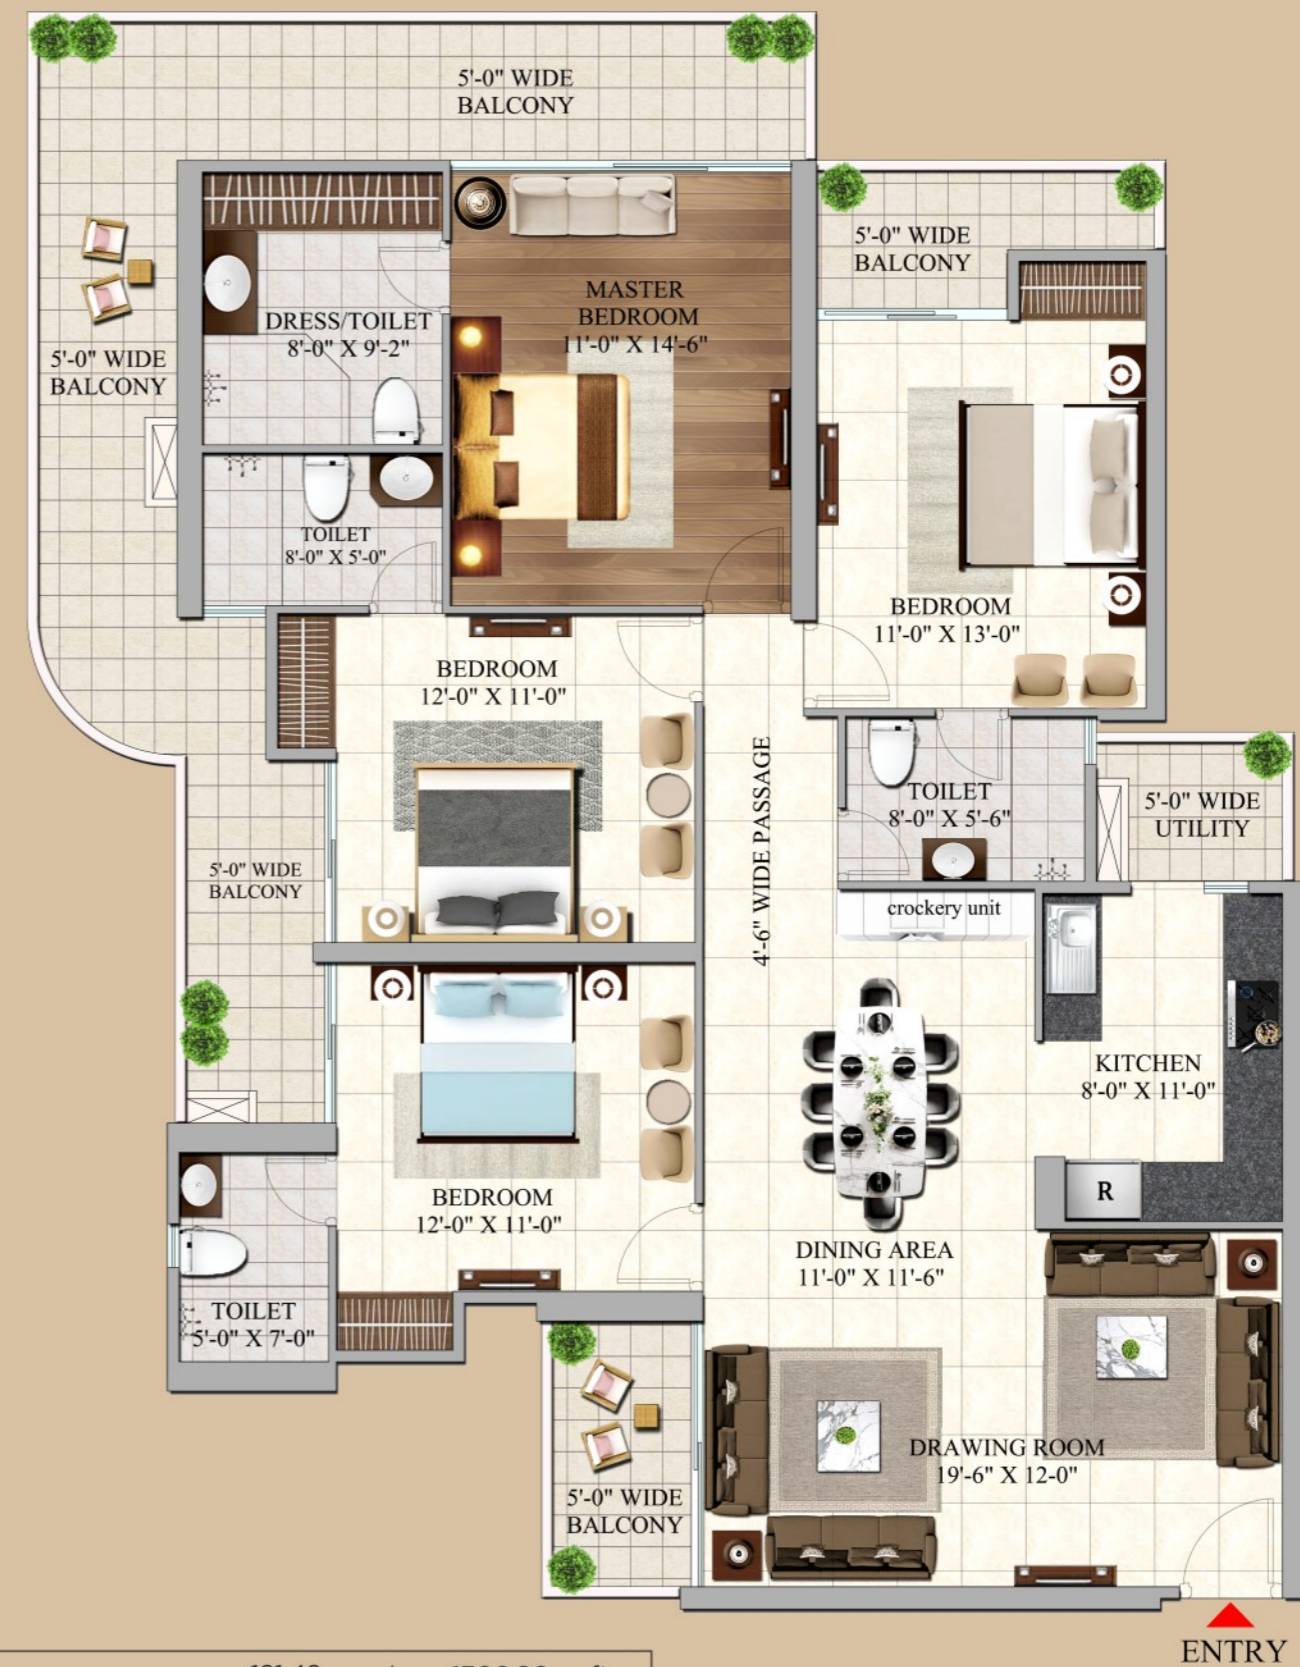 5'-0" WIDE
BALCONY
5'-0" WIDE
BALCONY
MASTER
BEDROOM
11'-0" X 14'-6"
DRESS/TOILET
8'-0" X 9'-2"
5'-0" WIDE
BALCONY
TOILET
8'-0" X 5'-0"
BEDROOM
11'-0" X 13'-0"
BEDROOM
12'-0" X 11'-0"
4'-6" WIDE PASSAGE
TOILET
8'-0" X 5'-6"
5'-0" WIDE
UTILITY
5'-0" WIDE
BALCONY
crockery unit
KITCHEN
8'-0" X 11'-0"
R
BEDROOM
12'-0" X 11'-0"
DINING AREA
11'-0" X 11'-6"
TOILET
5'-0" X 7'-0"
DRAWING ROOM
19'-6" X 12-0"
5'-0" WIDE
BALCONY
ENTRY